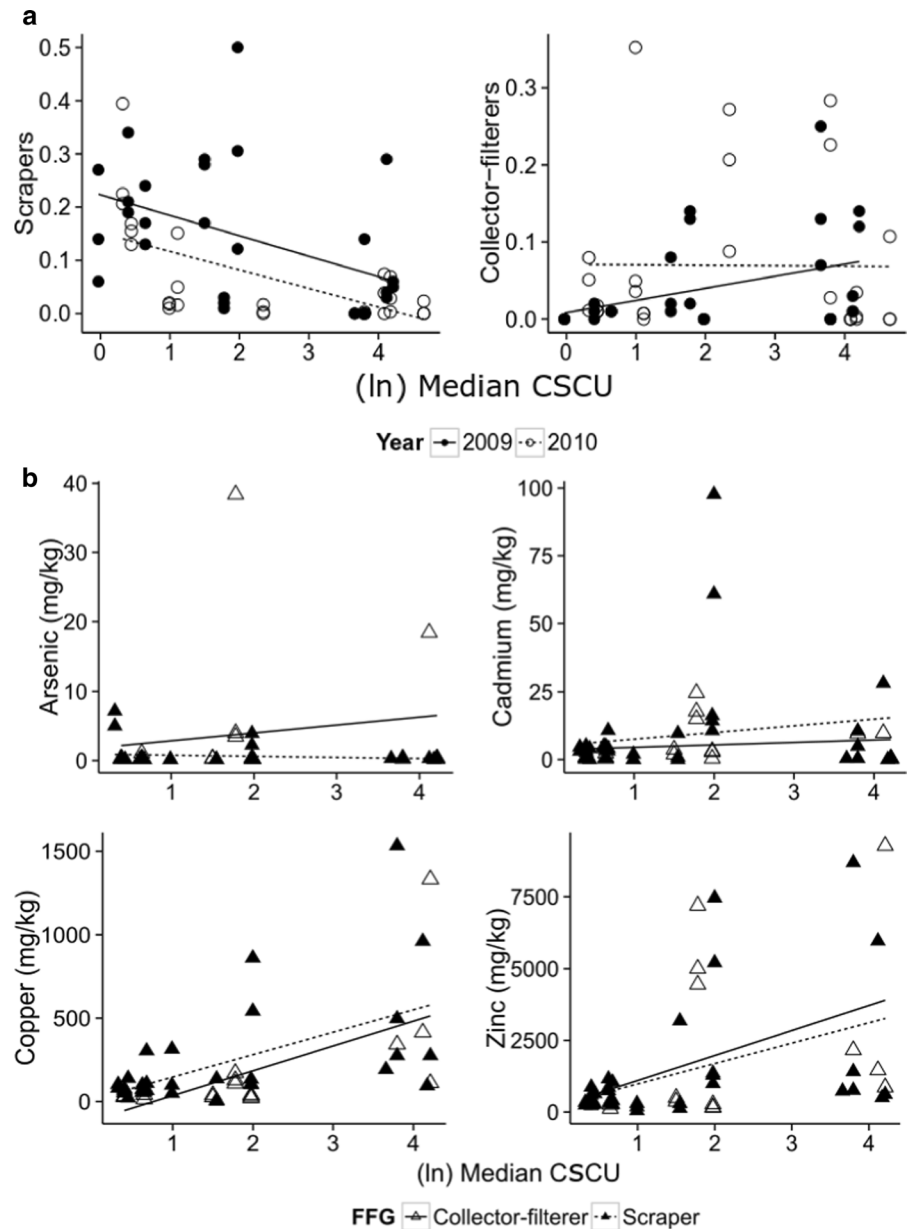 a
Scrapers
0.5
0.4
0.3
0.2
0.1
0.0
0 1 2 3 4
Collector-filterers
0.3
0.2
0.1
0.0
0 1 2 3 4
(ln) Median CSCU
Year 2009 2010
b
Arsenic (mg/kg)
40
30
20
10
0
1 2 3 4
Cadmium (mg/kg)
100
75
50
25
0
1 2 3 4
Copper (mg/kg)
1500
1000
500
0
1 2 3 4
Zinc (mg/kg)
7500
5000
2500
0
1 2 3 4
(ln) Median CSCU
FFG Collector-filterer Scraper